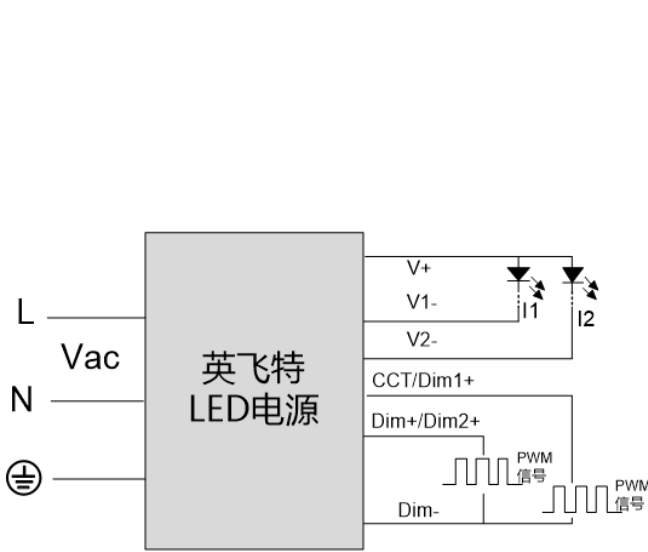 V+
V1-
I1
L
I2
V2-
Vac
英飞特
LED电源
CCT/Dim1+
N
Dim+/Dim2+
PWM
信号
PWM
信号
Dim-